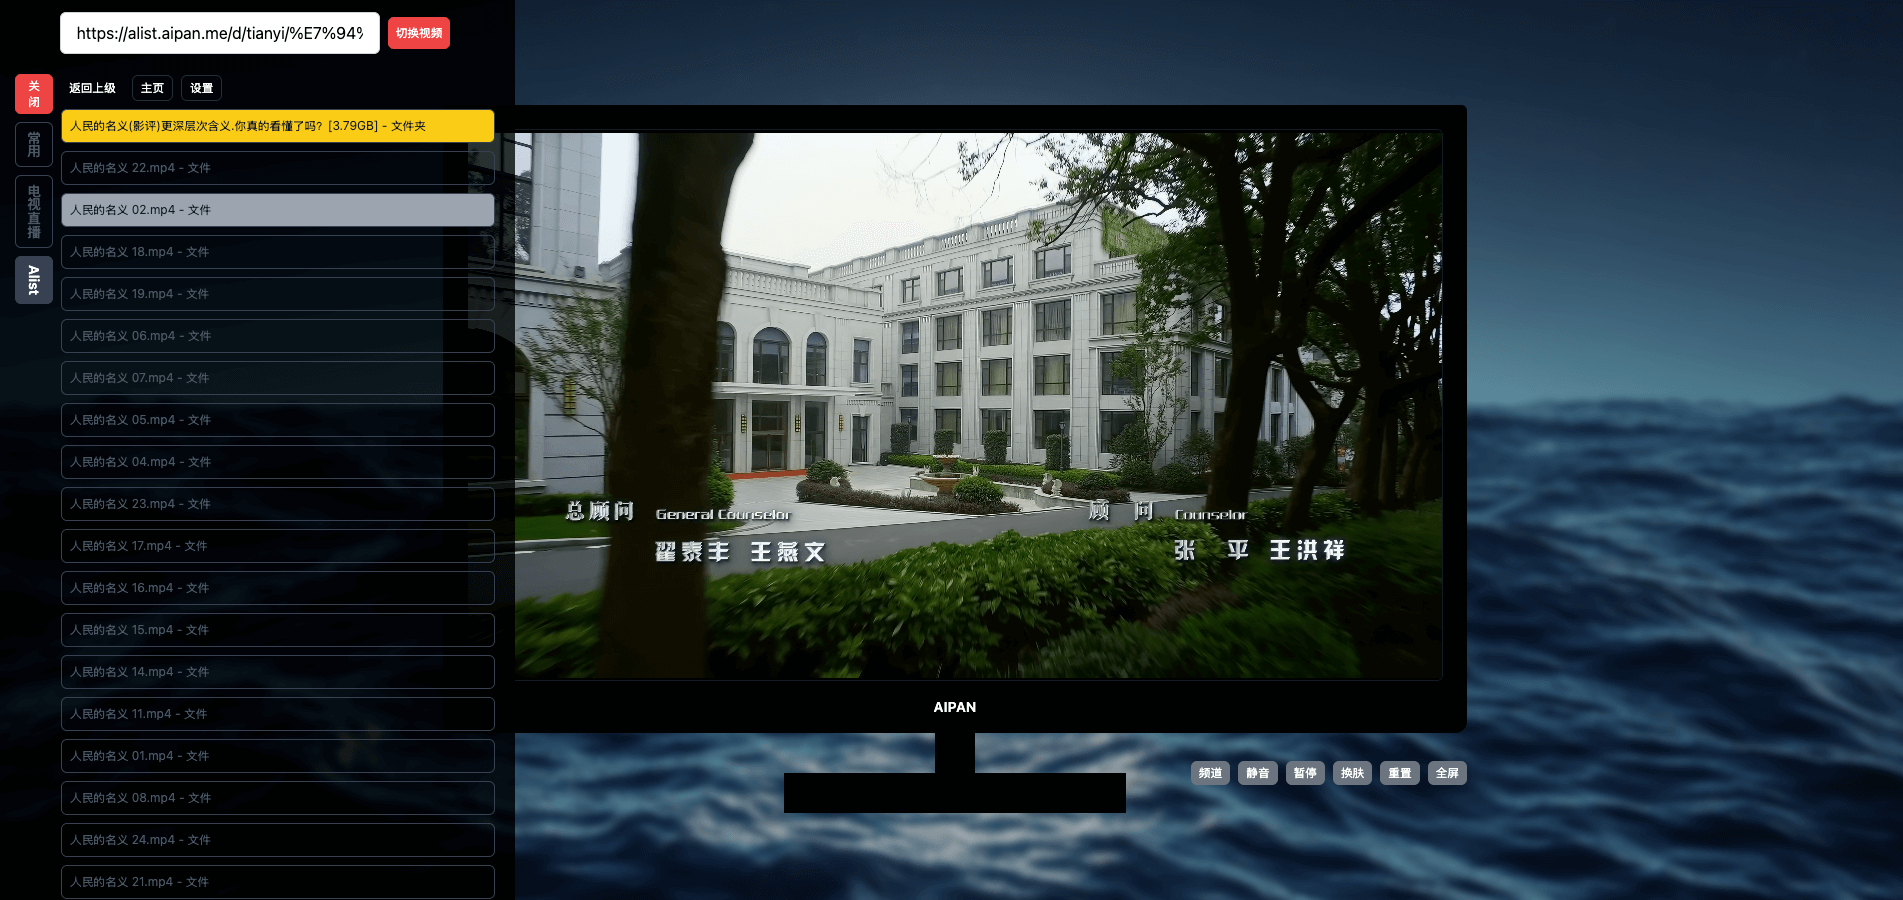 https://alist.aipan.me/d/tianyi/%E7%94%
切换视频
关闭
常用
电视直播
Alist
返回上级 主页 设置
人民的名义(影评)更深层次含义.你真的看懂了吗? [3.79GB] - 文件夹
人民的名义 22.mp4 - 文件
人民的名义 02.mp4 - 文件
人民的名义 18.mp4 - 文件
人民的名义 19.mp4 - 文件
人民的名义 06.mp4 - 文件
人民的名义 07.mp4 - 文件
人民的名义 05.mp4 - 文件
人民的名义 04.mp4 - 文件
人民的名义 23.mp4 - 文件
人民的名义 17.mp4 - 文件
人民的名义 16.mp4 - 文件
人民的名义 15.mp4 - 文件
人民的名义 14.mp4 - 文件
人民的名义 11.mp4 - 文件
人民的名义 01.mp4 - 文件
人民的名义 08.mp4 - 文件
人民的名义 24.mp4 - 文件
人民的名义 21.mp4 - 文件
总顾问 General Counselor
翟泰丰 王燕文
顾 问 Counselor
张 平 王洪祥
AIPAN
频道 静音 暂停 换肤 重置 全屏